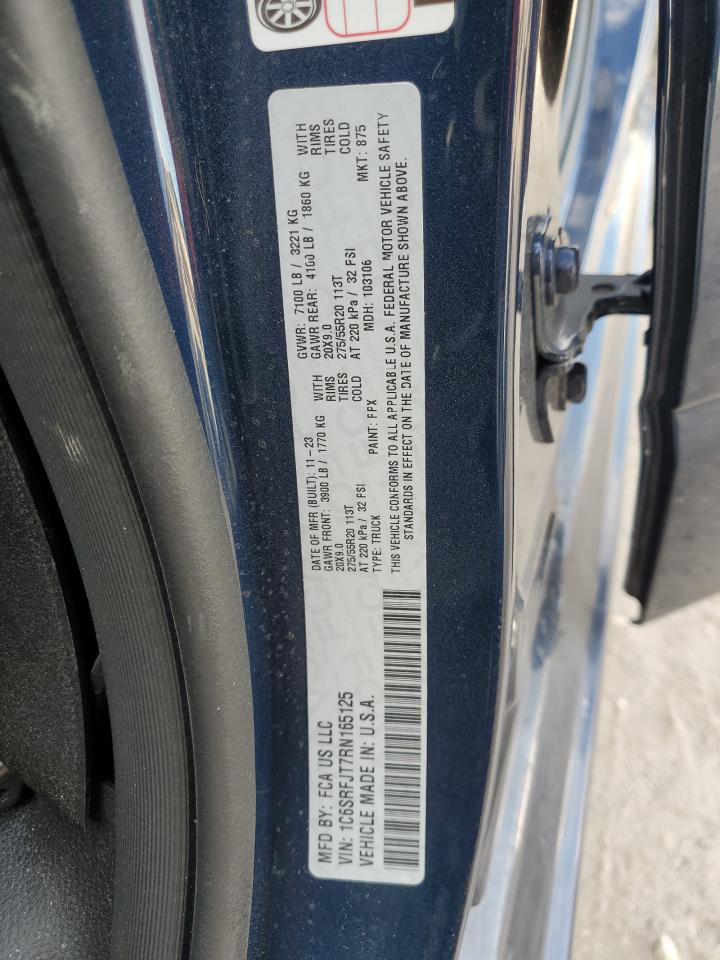 MFD BY: FCA US LLC
DATE OF MFR (BUILT): 11-23
GVWR: 7100 LB / 3221 KG
GAWR FRONT: 3900 LB / 1770 KG WITH
20X9.0 RIMS
275/55R20 113T TIRES
AT 220 kPa / 32 PSI COLD
GAWR REAR: 4100 LB / 1860 KG WITH
20X9.0 RIMS
275/55R20 113T TIRES
AT 220 kPa / 32 PSI COLD
VIN: 1C6SRFJT7RN165125
TYPE: TRUCK PAINT: FPX MDH: 103106 MKT: 875
VEHICLE MADE IN: U.S.A.
THIS VEHICLE CONFORMS TO ALL APPLICABLE U.S.A. FEDERAL MOTOR VEHICLE SAFETY
STANDARDS IN EFFECT ON THE DATE OF MANUFACTURE SHOWN ABOVE.